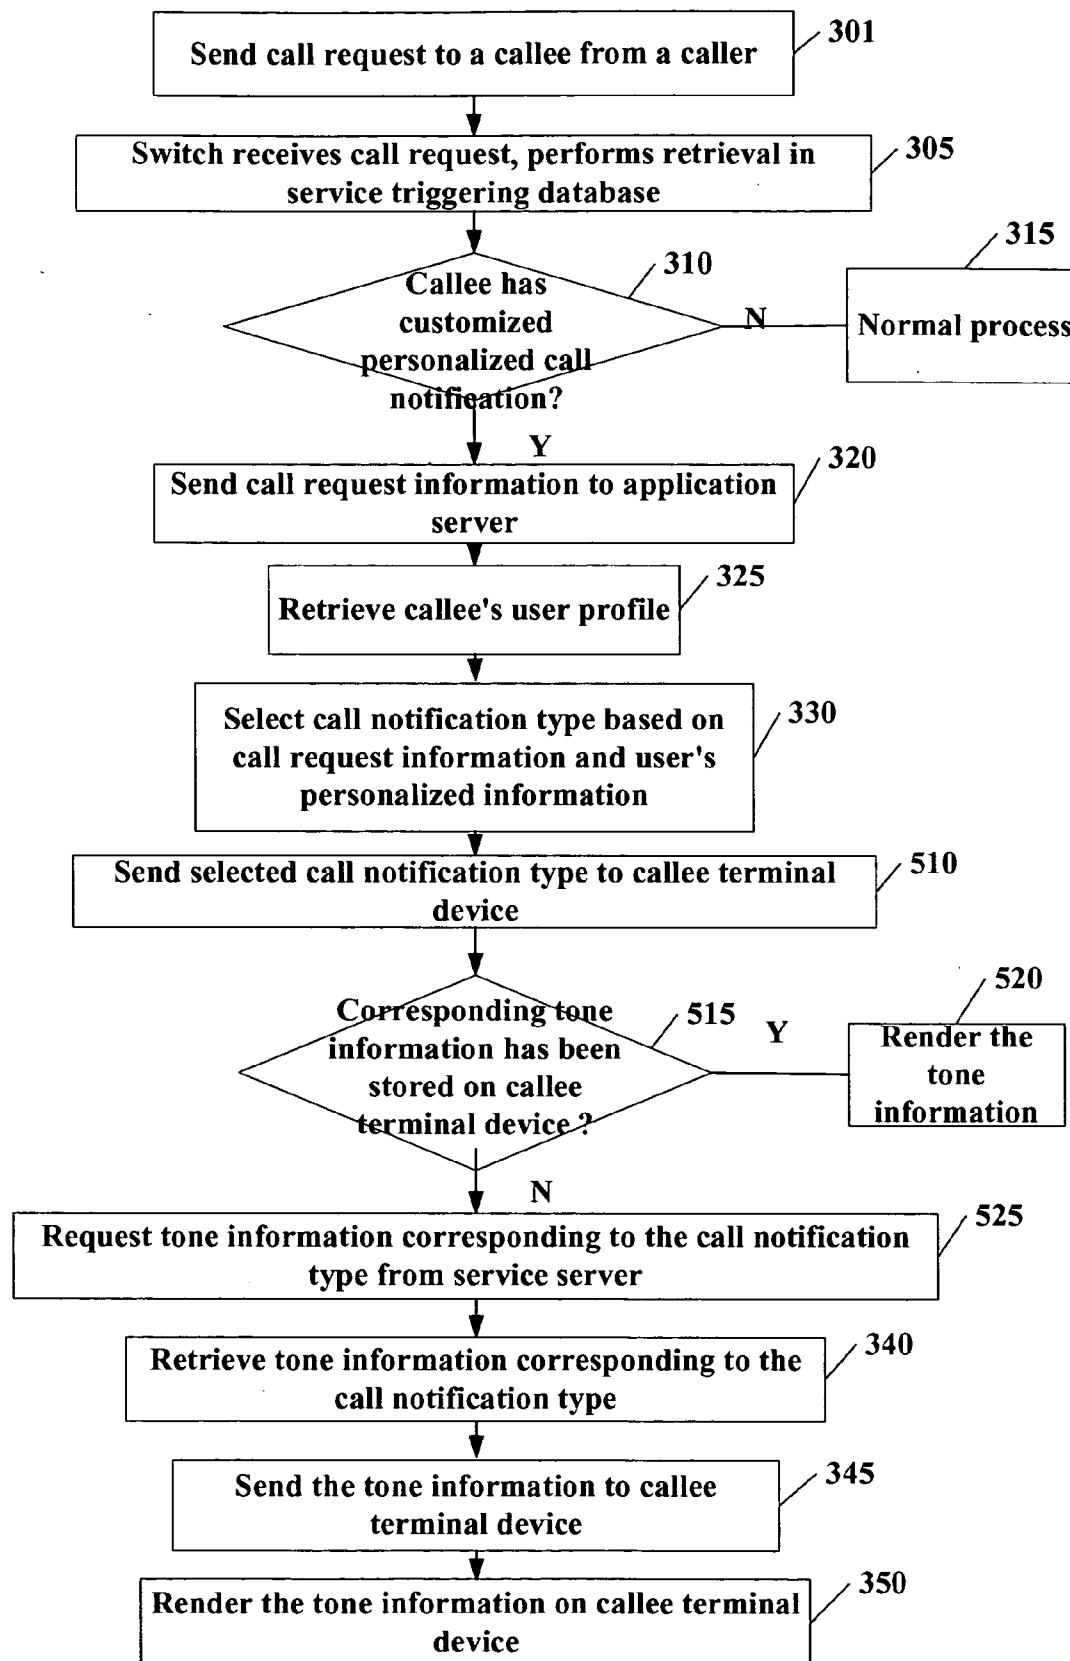 Send call request to a callee from a caller
301
Switch receives call request, performs retrieval in
service triggering database
305
Callee has
customized
personalized call
notification?
310
N
315
Normal process
Y
Send call request information to application
server
320
Retrieve callee's user profile
325
Select call notification type based on
call request information and user's
personalized information
330
Send selected call notification type to callee terminal
device
510
Corresponding tone
information has been
stored on callee
terminal device ?
515
Y
520
Render the
tone
information
N
Request tone information corresponding to the call notification
type from service server
525
Retrieve tone information corresponding to the
call notification type
340
Send the tone information to callee
terminal device
345
Render the tone information on callee terminal
device
350